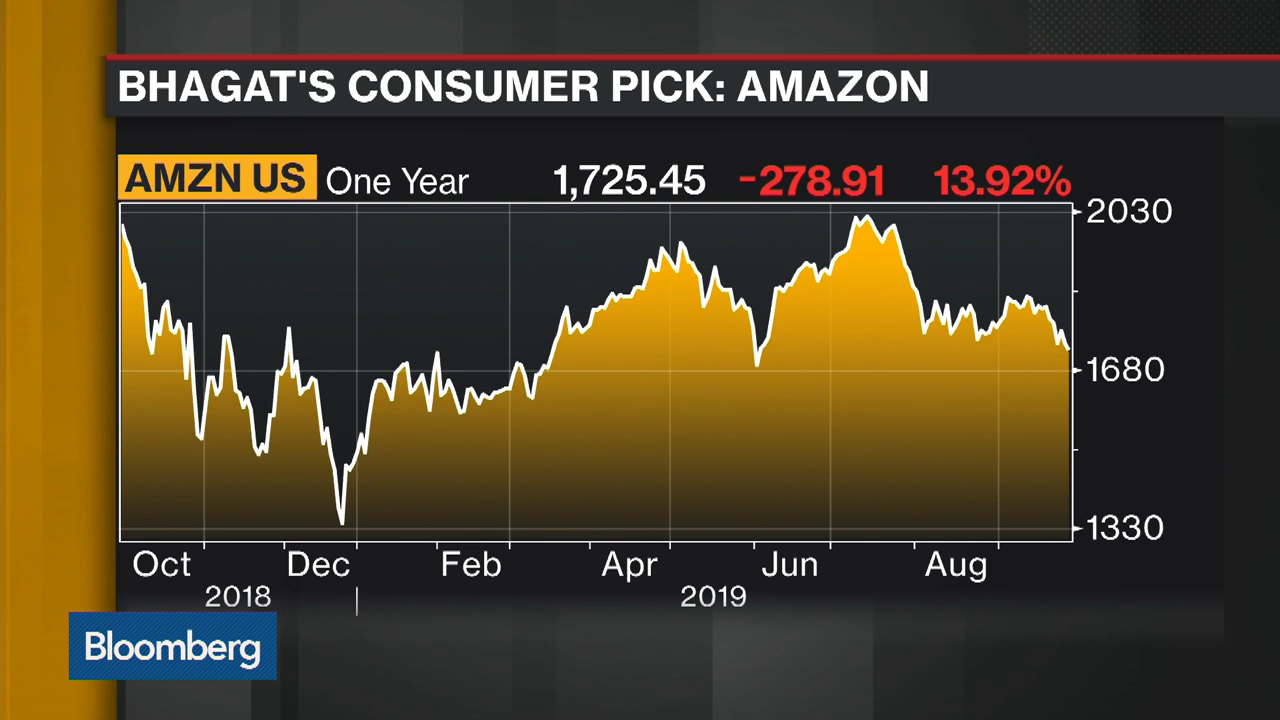 BHAGAT'S CONSUMER PICK: AMAZON
AMZN US One Year 1,725.45 -278.91 13.92%
2030
1680
1330
Oct Dec Feb Apr Jun Aug
2018 2019
Bloomberg